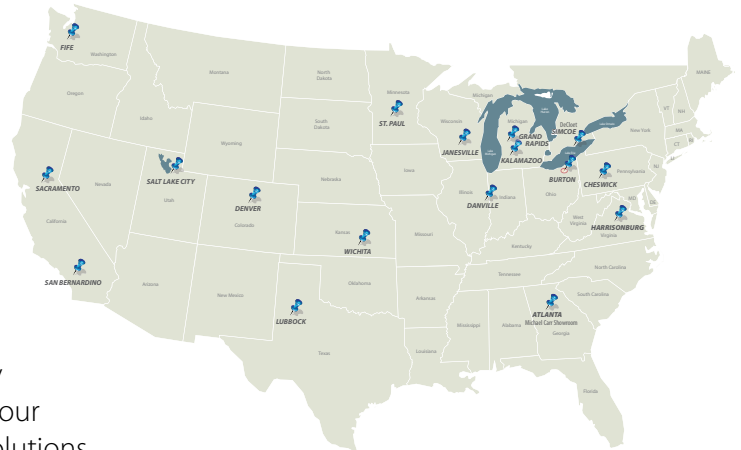 FIFE
Washington
Montana
North
Dakota
Minnesota
MAINE
Oregon
Idaho
South
Dakota
ST. PAUL
Wisconsin
Michigan
Michigan
DeCloet
SIMCOE
VT
NH
New York
MA
CT
Wyoming
JANESVILLE
GRAND
RAPIDS
KALAMAZOO
SACRAMENTO
Nevada
SALT LAKE CITY
Utah
Nebraska
Iowa
BURTON
CHESWICK
Pennsylvania
NJ
DENVER
Colorado
Illinois
Indiana
DANVILLE
Ohio
MD
DE
California
Kansas
WICHITA
Missouri
West
Virginia
HARRISONBURG
Virginia
Kentucky
SAN BERNARDINO
Arizona
New Mexico
Oklahoma
Tennessee
North Carolina
Arkansas
South Carolina
LUBBOCK
ATLANTA
Michael Carr Showroom
Georgia
Mississippi
Alabama
Texas
Louisiana
Florida
our
olutions